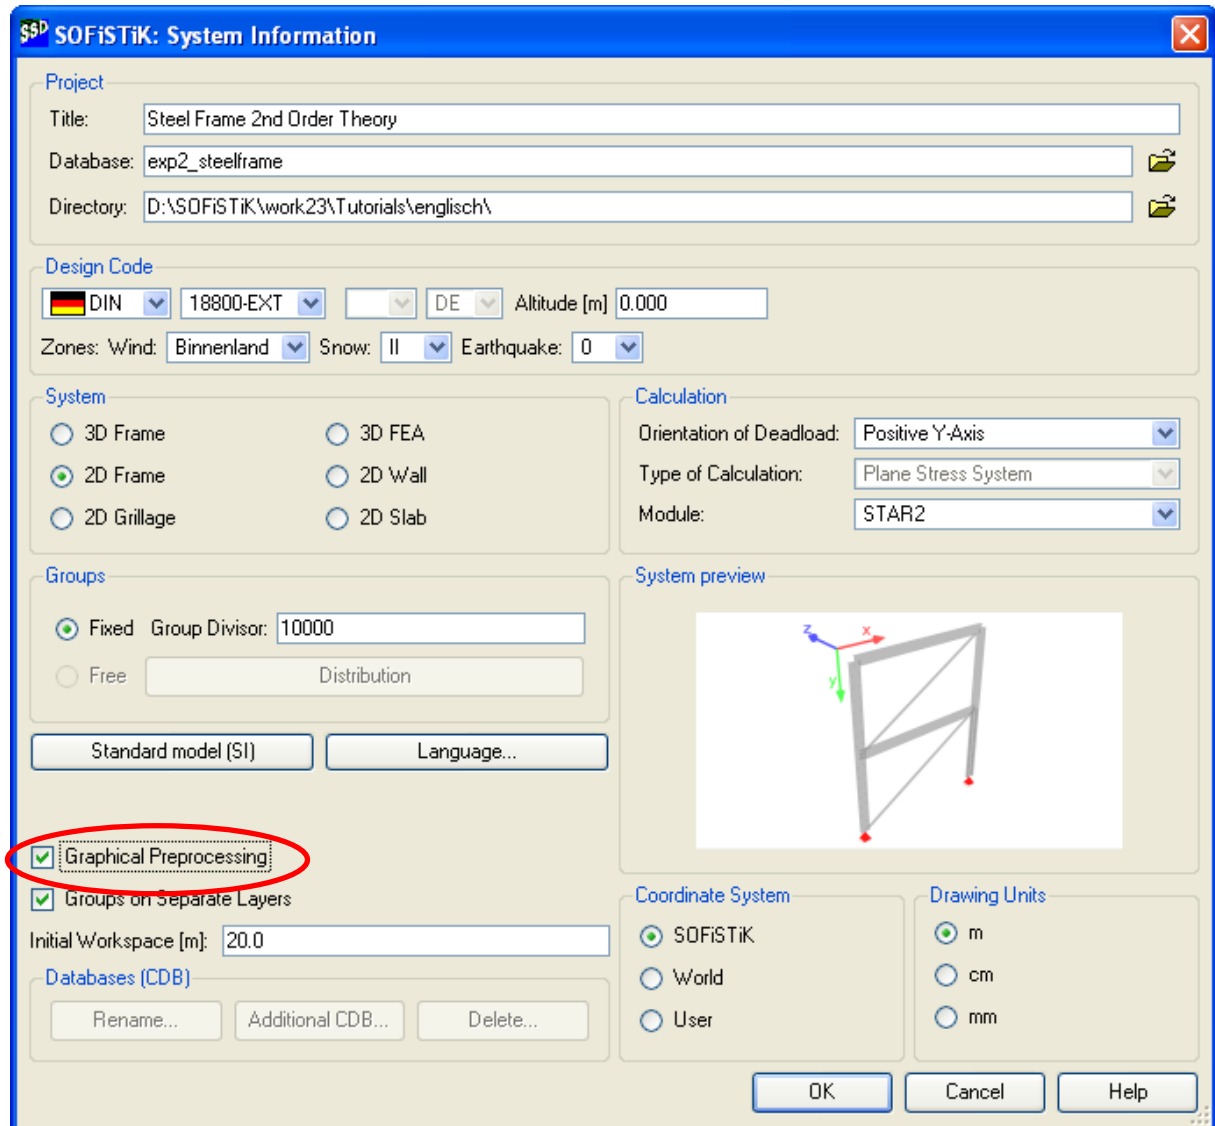 SSD SOFiSTiK: System Information
Project
Title: Steel Frame 2nd Order Theory
Database: exp2_steelframe
Directory: D:\SOFiSTiK\work23\Tutorials\englisch\
Design Code
DIN 18800-EXT DE Altitude [m] 0.000
Zones: Wind: Binnenland Snow: II Earthquake: 0
System
3D Frame 3D FEA
2D Frame 2D Wall
2D Grillage 2D Slab
Calculation
Orientation of Deadload: Positive Y-Axis
Type of Calculation: Plane Stress System
Module: STAR2
Groups
Fixed Group Divisor: 10000
Free Distribution
System preview
z x
y
Standard model (SI) Language...
Graphical Preprocessing
Groups on Separate Layers
Initial Workspace [m]: 20.0
Databases (CDB)
Rename... Additional CDB... Delete...
Coordinate System
SOFiSTiK
World
User
Drawing Units
m
cm
mm
OK Cancel Help